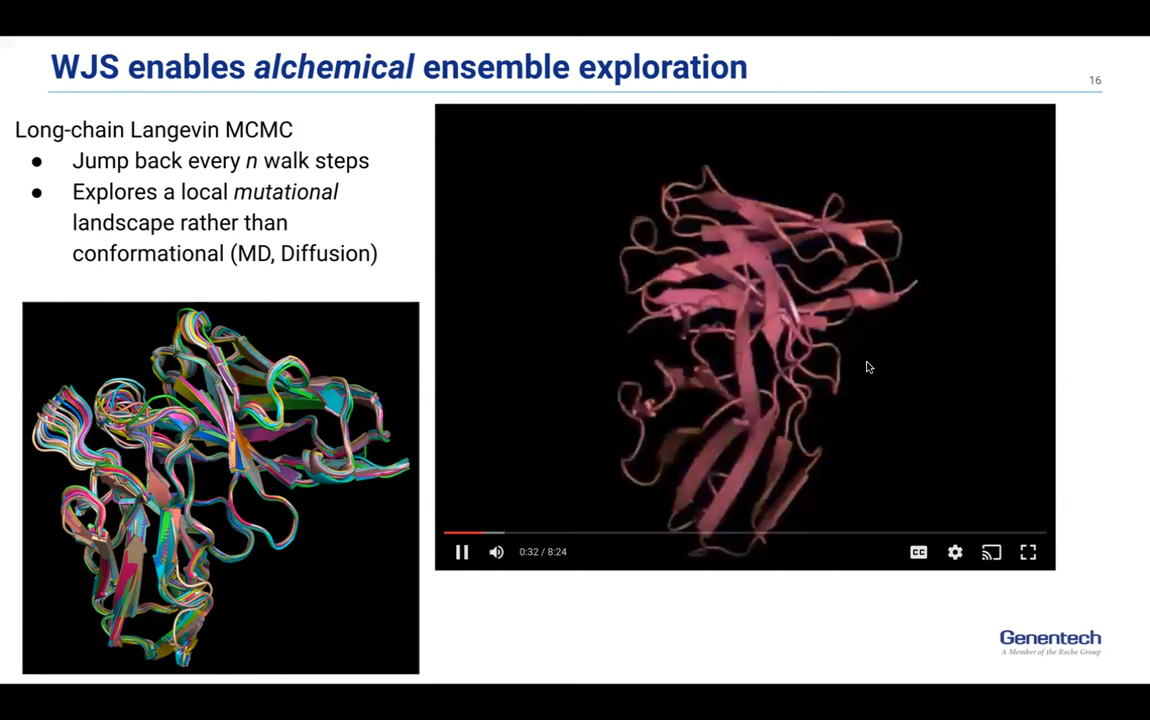 WJS enables alchemical ensemble exploration
16
Long-chain Langevin MCMC
● Jump back every n walk steps
● Explores a local mutational
landscape rather than
conformational (MD, Diffusion)
0:32 / 8:24
CC
Genentech
A Member of the Roche Group